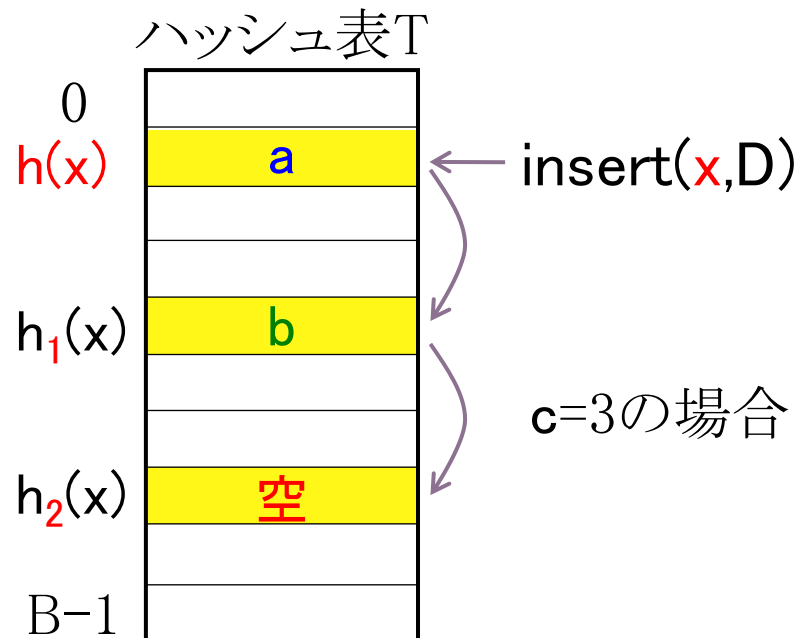 ハッシュ表T
0
h(x) a insert(x,D)
h₁(x) b
c=3の場合
h₂(x) 空
B-1